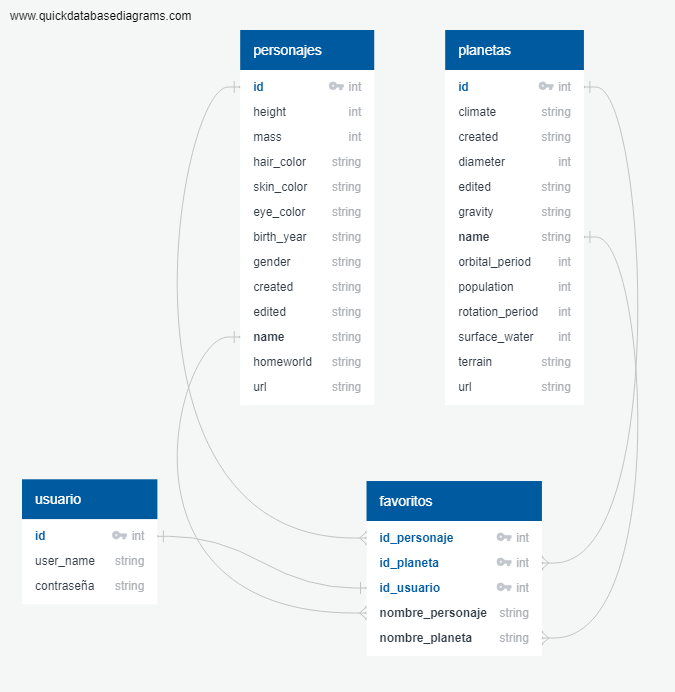 www.quickdatabasediagrams.com
personajes
id int
height int
mass int
hair_color string
skin_color string
eye_color string
birth_year string
gender string
created string
edited string
name string
homeworld string
url string
planetas
id int
climate string
created string
diameter int
edited string
gravity string
name string
orbital_period int
population int
rotation_period int
surface_water int
terrain string
url string
usuario
id int
user_name string
contraseña string
favoritos
id_personaje int
id_planeta int
id_usuario int
nombre_personaje string
nombre_planeta string